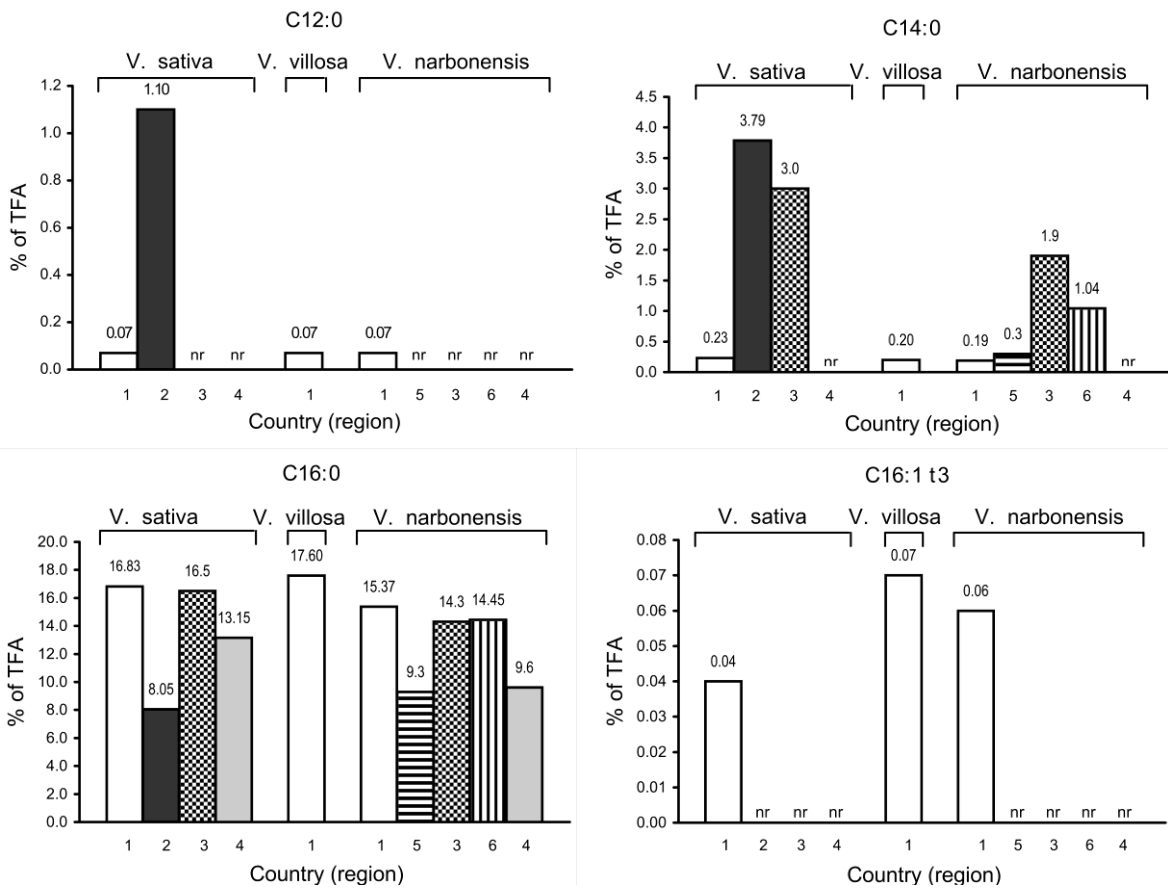 C12:0
V. sativa V. villosa V. narbonensis
1.2
1.0
0.8
0.6
0.4
0.2
0.0
% of TFA
0.07 1.10 nr nr 0.07 0.07 nr nr nr nr
1 2 3 4 1 1 5 3 6 4
Country (region)
C14:0
V. sativa V. villosa V. narbonensis
4.5
4.0
3.5
3.0
2.5
2.0
1.5
1.0
0.5
0.0
% of TFA
0.23 3.79 3.0 nr 0.20 0.19 0.3 1.9 1.04 nr
1 2 3 4 1 1 5 3 6 4
Country (region)
C16:0
V. sativa V. villosa V. narbonensis
20.0
18.0
16.0
14.0
12.0
10.0
8.0
6.0
4.0
2.0
0.0
% of TFA
16.83 8.05 16.5 13.15 17.60 15.37 9.3 14.3 14.45 9.6
1 2 3 4 1 1 5 3 6 4
Country (region)
C16:1 t3
V. sativa V. villosa V. narbonensis
0.08
0.07
0.06
0.05
0.04
0.03
0.02
0.01
0.00
% of TFA
0.04 nr nr nr 0.07 0.06 nr nr nr nr
1 2 3 4 1 1 5 3 6 4
Country (region)